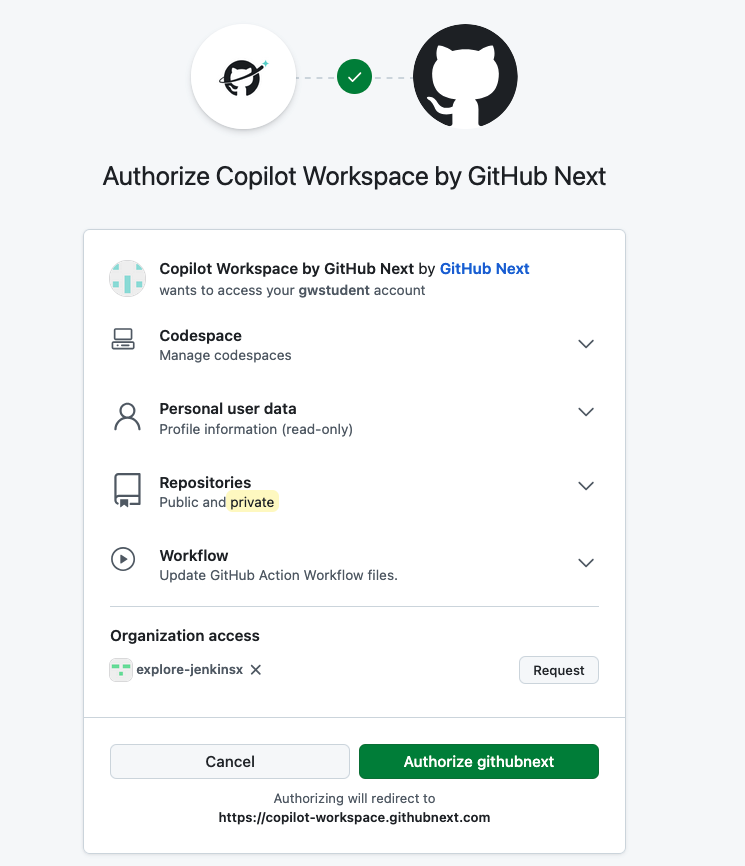 Authorize Copilot Workspace by GitHub Next
Copilot Workspace by GitHub Next by GitHub Next
wants to access your gwstudent account
Codespace
Manage codespaces
Personal user data
Profile information (read-only)
Repositories
Public and private
Workflow
Update GitHub Action Workflow files.
Organization access
explore-jenkinsx
Request
Cancel
Authorize githubnext
Authorizing will redirect to
https://copilot-workspace.githubnext.com